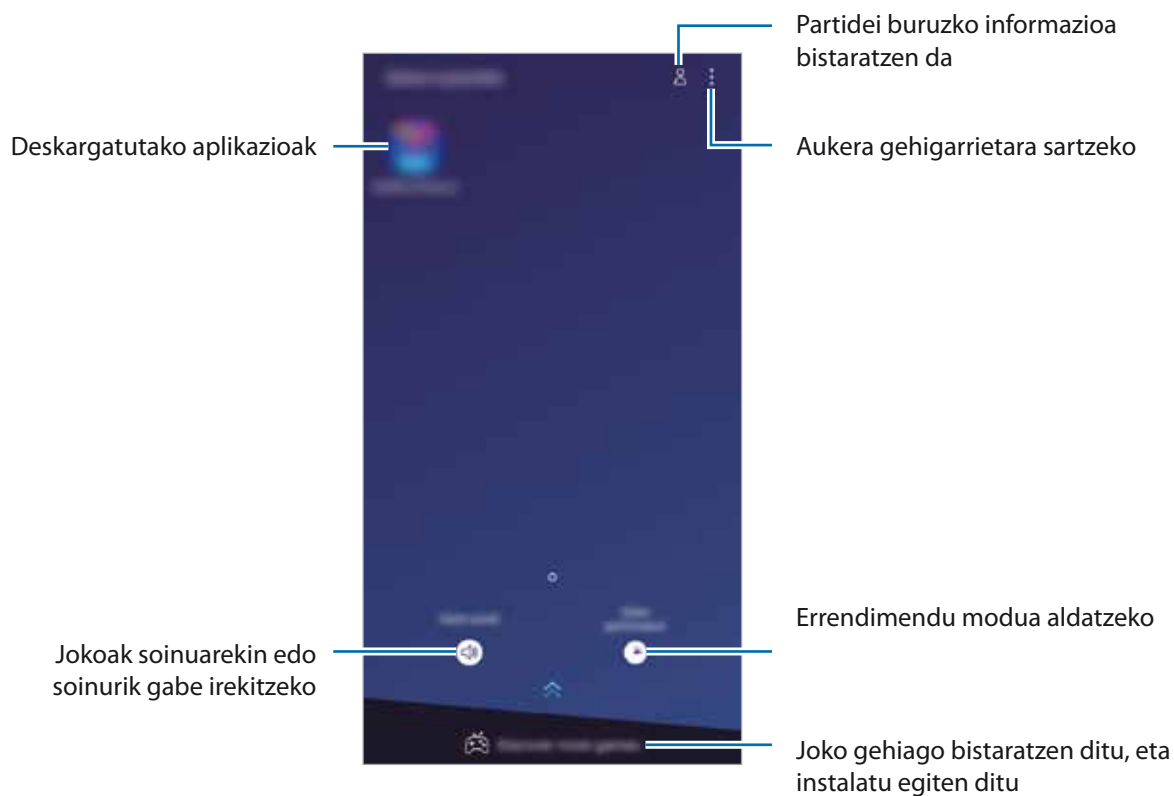 Partidei buruzko informazioa
bistaratzen da
Deskargatutako aplikazioak
Aukera gehigarrietara sartzeko
Errendimendu modua aldatzeko
Jokoak soinuarekin edo
soinurik gabe irekitzeko
Joko gehiago bistaratzen ditu, eta
instalatu egiten ditu